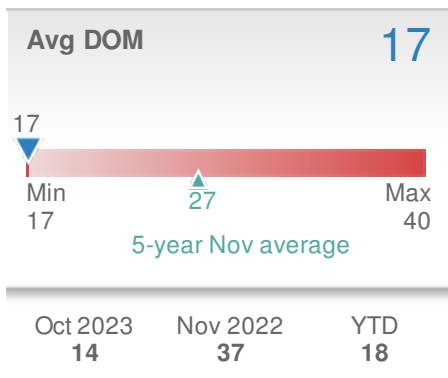 Avg DOM 17
17
Min Max
17 27 40
5-year Nov average
Oct 2023 Nov 2022 YTD
14 37 18